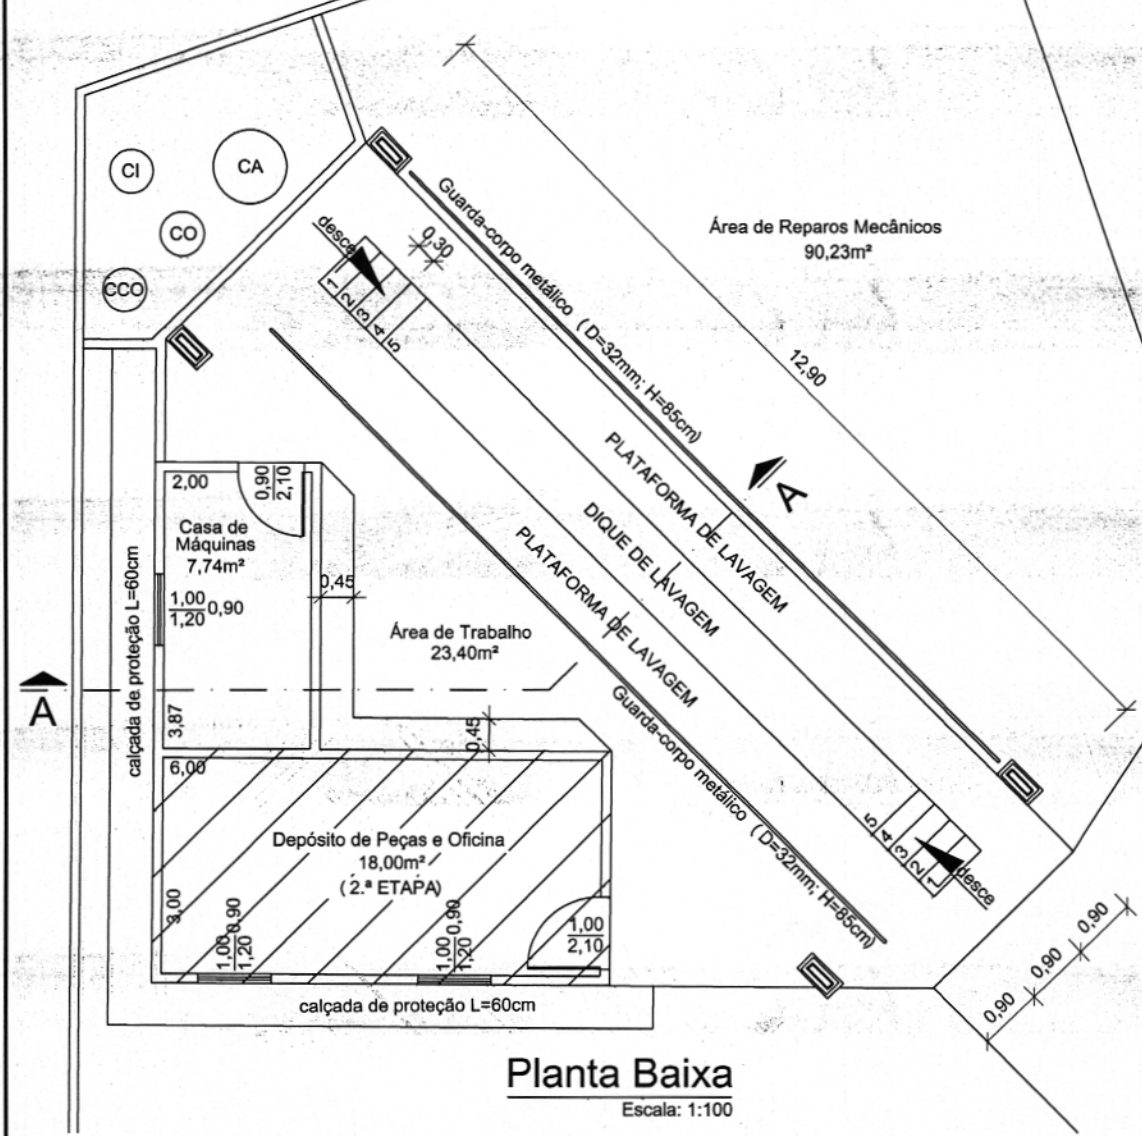 CI
CA
CO
CCO
desce
0,30
Guarda-corpo metálico ( D=32mm; H=85cm)
Área de Reparos Mecânicos
90,23m²
12,90
1
2
3
4
5
PLATAFORMA DE LAVAGEM
DIQUE DE LAVAGEM
PLATAFORMA DE LAVAGEM
A
2,00
0,90
2,10
Casa de
Máquinas
7,74m²
1,00
1,20
0,90
0,45
calçada de proteção L=60cm
Área de Trabalho
23,40m²
A
3,87
0,45
Guarda-corpo metálico ( D=32mm; H=85cm)
6,00
Depósito de Peças e Oficina
18,00m²
( 2.ª ETAPA)
3,00
1,00
1,20
0,90
1,00
1,20
0,90
1,00
2,10
5
4
3
2
1
desce
0,90
0,90
0,90
calçada de proteção L=60cm
Planta Baixa
Escala: 1:100